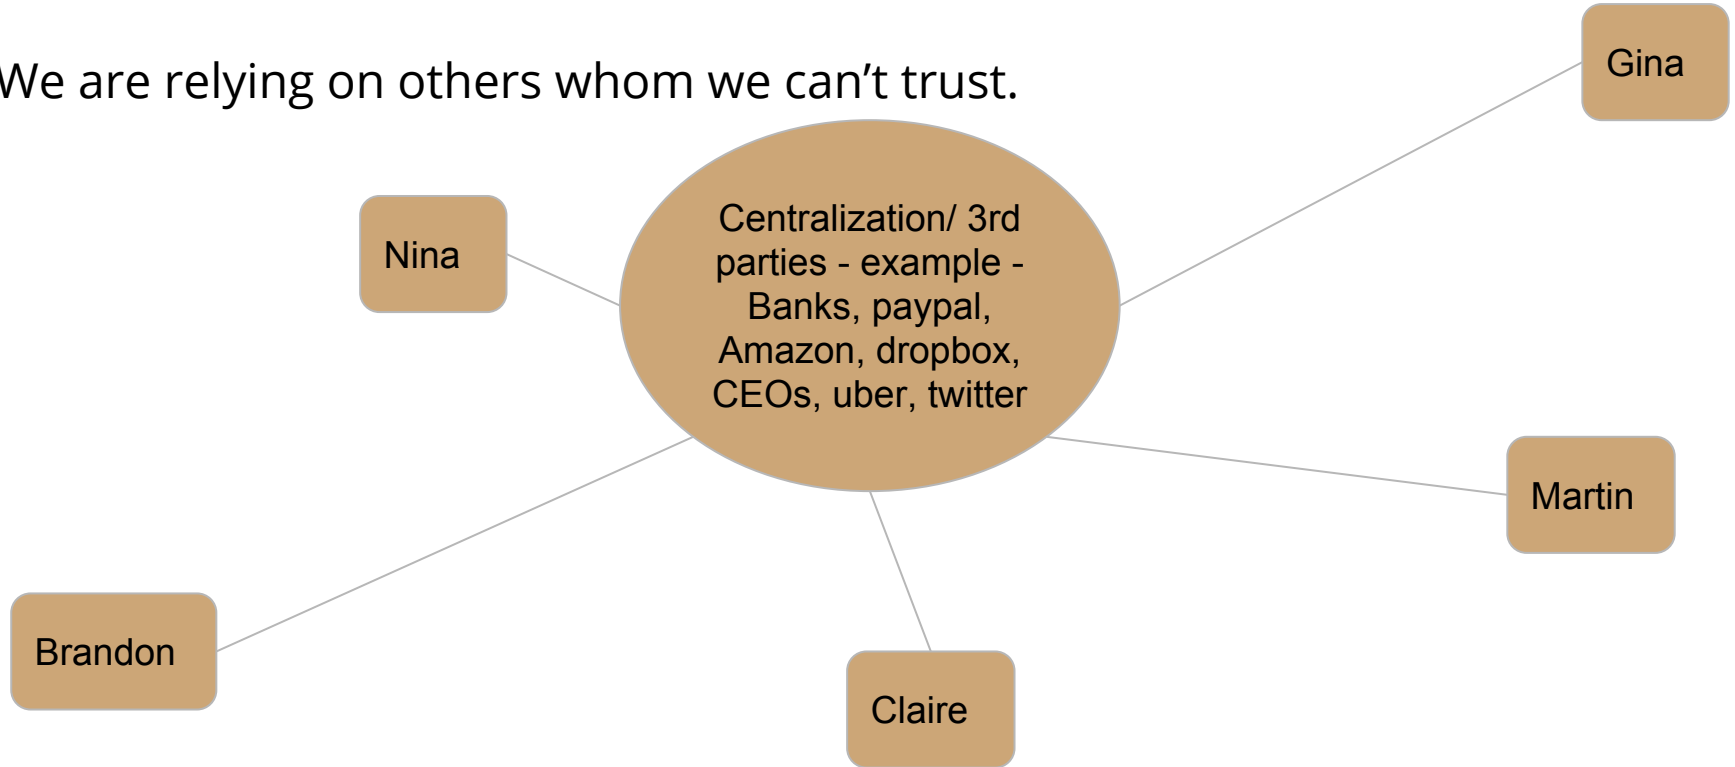 We are relying on others whom we can't trust.
Gina
Nina
Centralization/ 3rd
parties - example -
Banks, paypal,
Amazon, dropbox,
CEOs, uber, twitter
Martin
Brandon
Claire